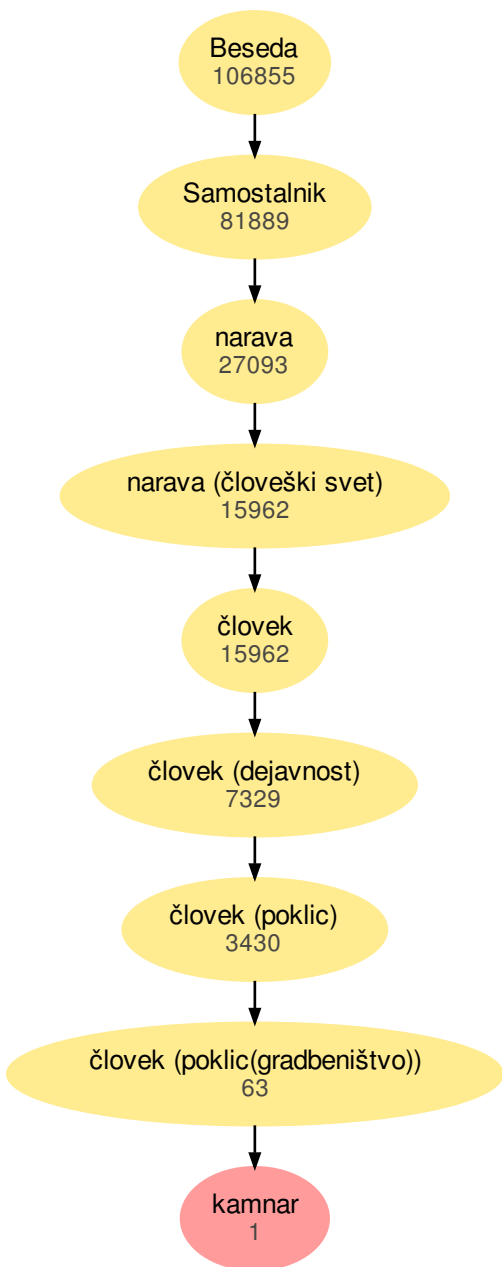 Beseda
106855
Samostalnik
81889
narava
27093
narava (človeški svet)
15962
človek
15962
človek (dejavnost)
7329
človek (poklic)
3430
človek (poklic(gradbeništvo))
63
kamnar
1